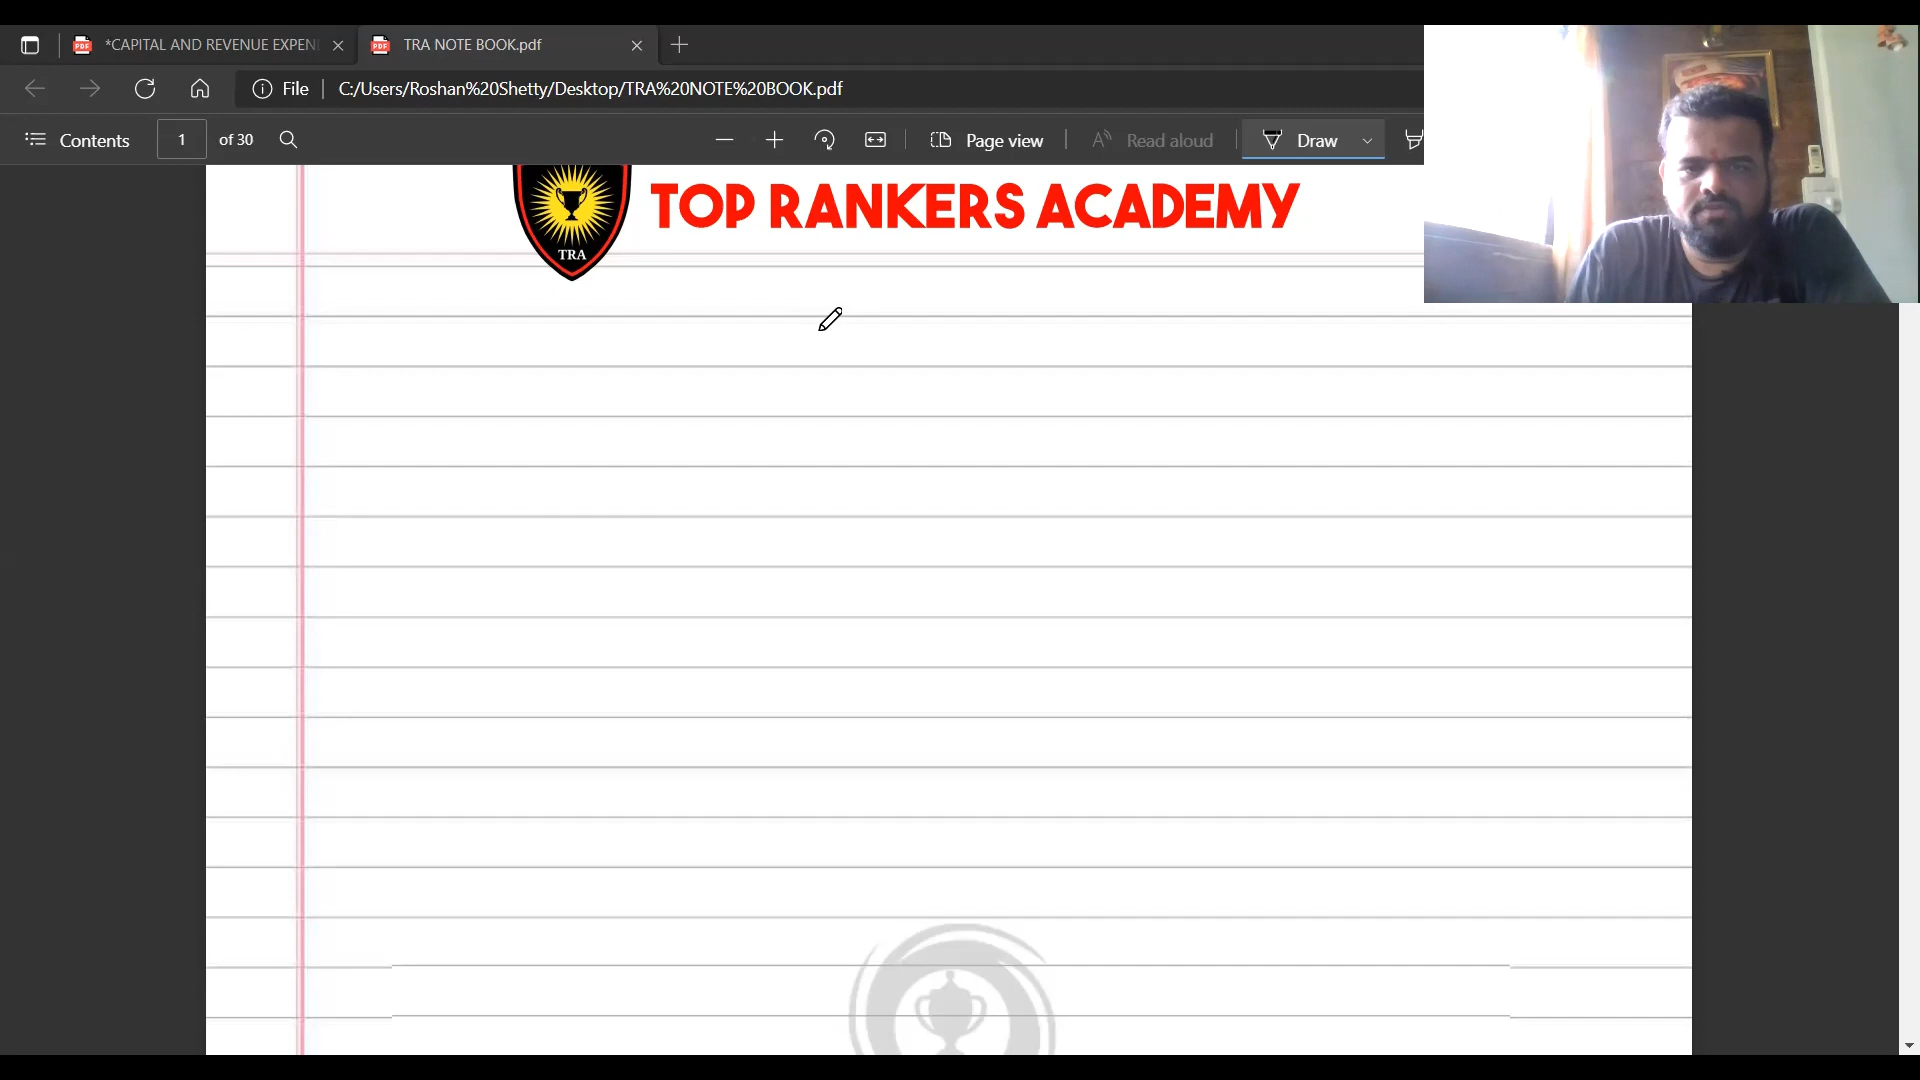 *CAPITAL AND REVENUE EXPEN
TRA NOTE BOOK.pdf
File
C:/Users/Roshan%20Shetty/Desktop/TRA%20NOTE%20BOOK.pdf
Contents
1
of 30
Page view
Read aloud
Draw
TRA
TOP RANKERS ACADEMY